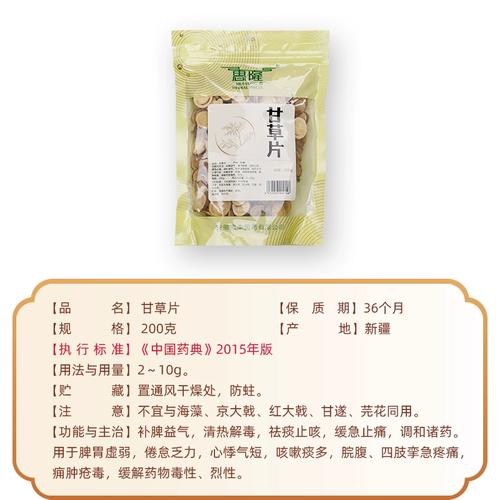 惠隆
甘草片
【品 名】 甘草片
【保 质 期】 36个月
【规 格】 200克
【产 地】 新疆
【执 行 标 准】《中国药典》2015年版
【用法与用量】 2~10g。
【贮 藏】 置通风干燥处，防蛀。
【注 意】 不宜与海藻、京大戟、红大戟、甘遂、芫花同用。
【功能与主治】 补脾益气，清热解毒，祛痰止咳，缓急止痛，调和诸药。
用于脾胃虚弱，倦怠乏力，心悸气短，咳嗽痰多，脘腹、四肢挛急疼痛，
痈肿疮毒，缓解药物毒性、烈性。